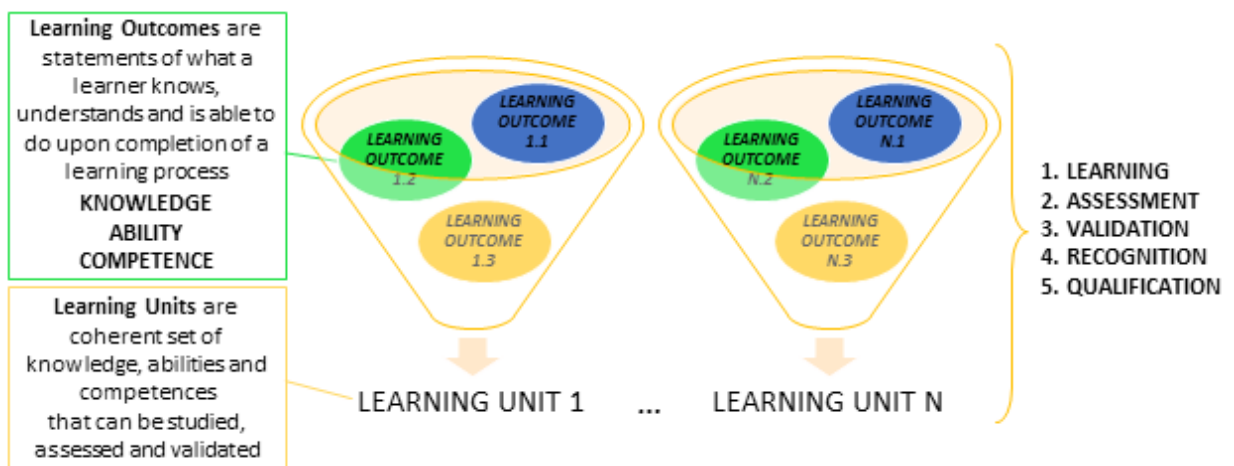 Learning Outcomes are
statements of what a
learner knows,
understands and is able to
do upon completion of a
learning process
KNOWLEDGE
ABILITY
COMPETENCE
Learning Units are
coherent set of
knowledge, abilities and
competences
that can be studied,
assessed and validated
LEARNING
OUTCOME
1.1
LEARNING
OUTCOME
1.2
LEARNING
OUTCOME
1.3
LEARNING UNIT 1
...
LEARNING
OUTCOME
N.1
LEARNING
OUTCOME
N.2
LEARNING
OUTCOME
N.3
LEARNING UNIT N
1. LEARNING
2. ASSESSMENT
3. VALIDATION
4. RECOGNITION
5. QUALIFICATION